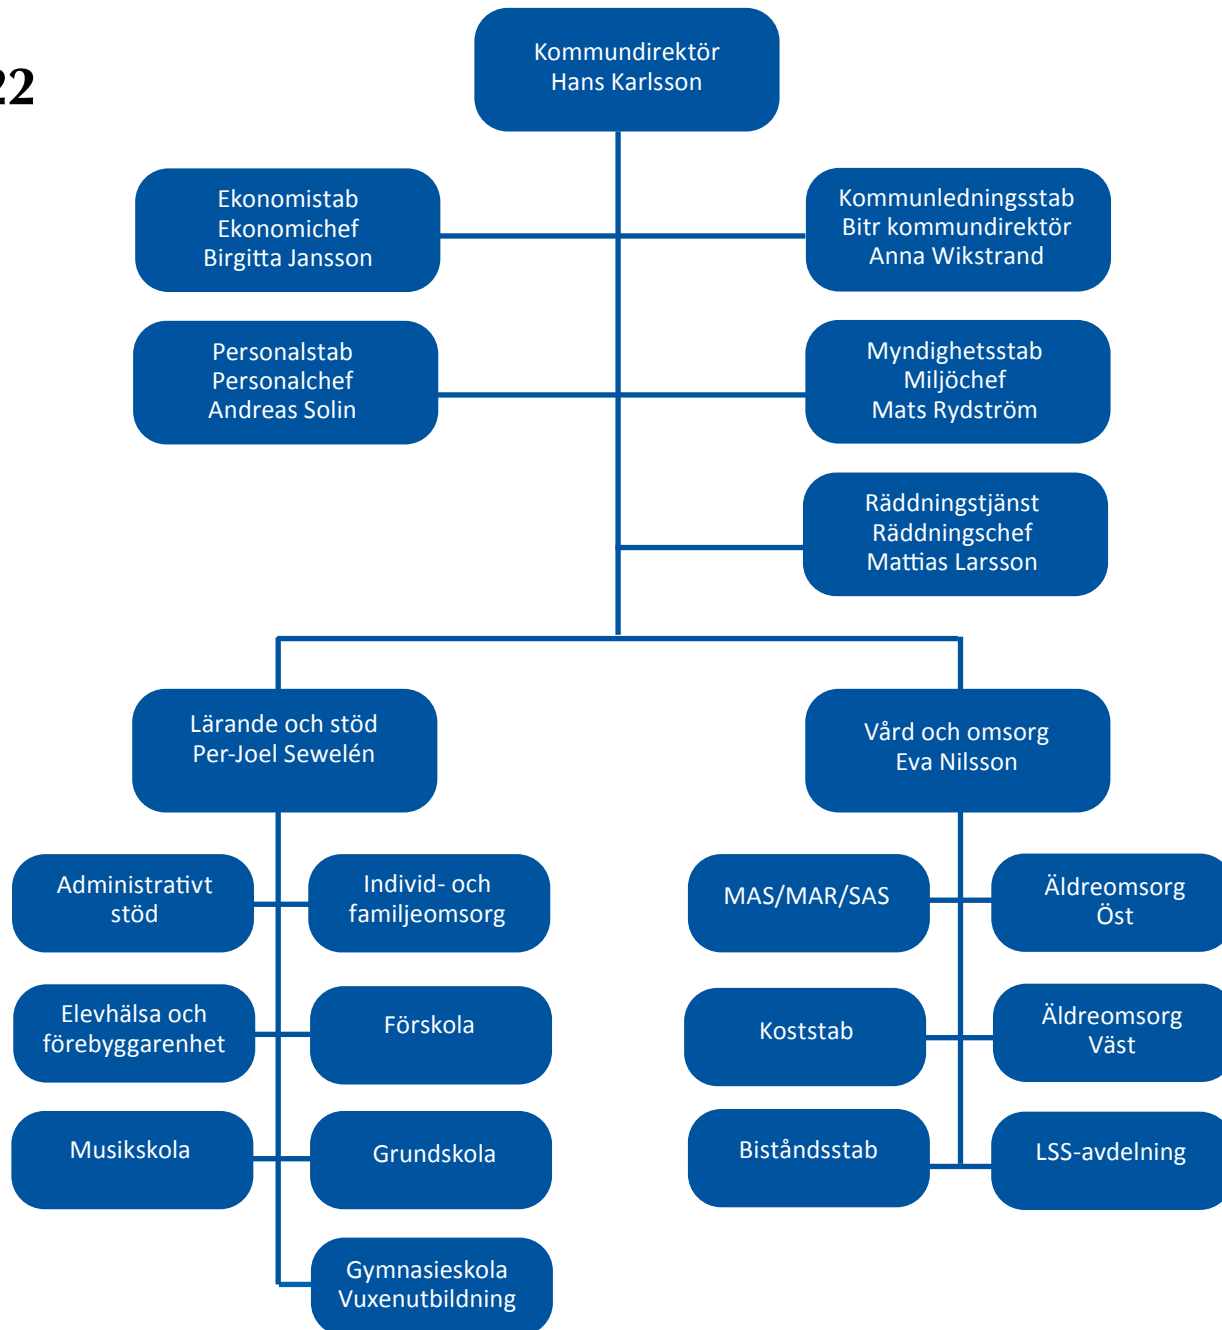 22
Kommundirektör
Hans Karlsson
Ekonomistab
Ekonomichef
Birgitta Jansson
Kommunledningsstab
Bitr kommundirektör
Anna Wikstrand
Personalstab
Personalchef
Andreas Solin
Myndighetsstab
Miljöchef
Mats Rydström
Räddningstjänst
Räddningschef
Mattias Larsson
Lärande och stöd
Per-Joel Sewelén
Vård och omsorg
Eva Nilsson
Administrativt
stöd
Individ- och
familjeomsorg
MAS/MAR/SAS
Äldreomsorg
Öst
Elevhälsa och
förebyggarenhet
Förskola
Koststab
Äldreomsorg
Väst
Musikskola
Grundskola
Biståndsstab
LSS-avdelning
Gymnasieskola
Vuxenutbildning